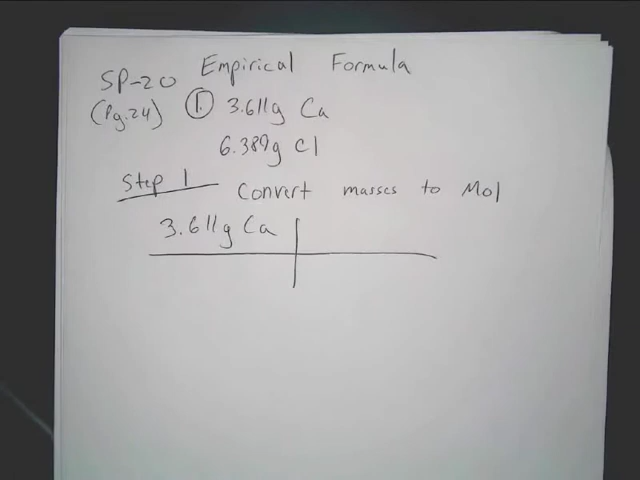 Empirical Formula
SP-20
(Pg.24) 1. 3.611g Ca
6.389g Cl
Step 1 Convert masses to Mol
3.611g Ca